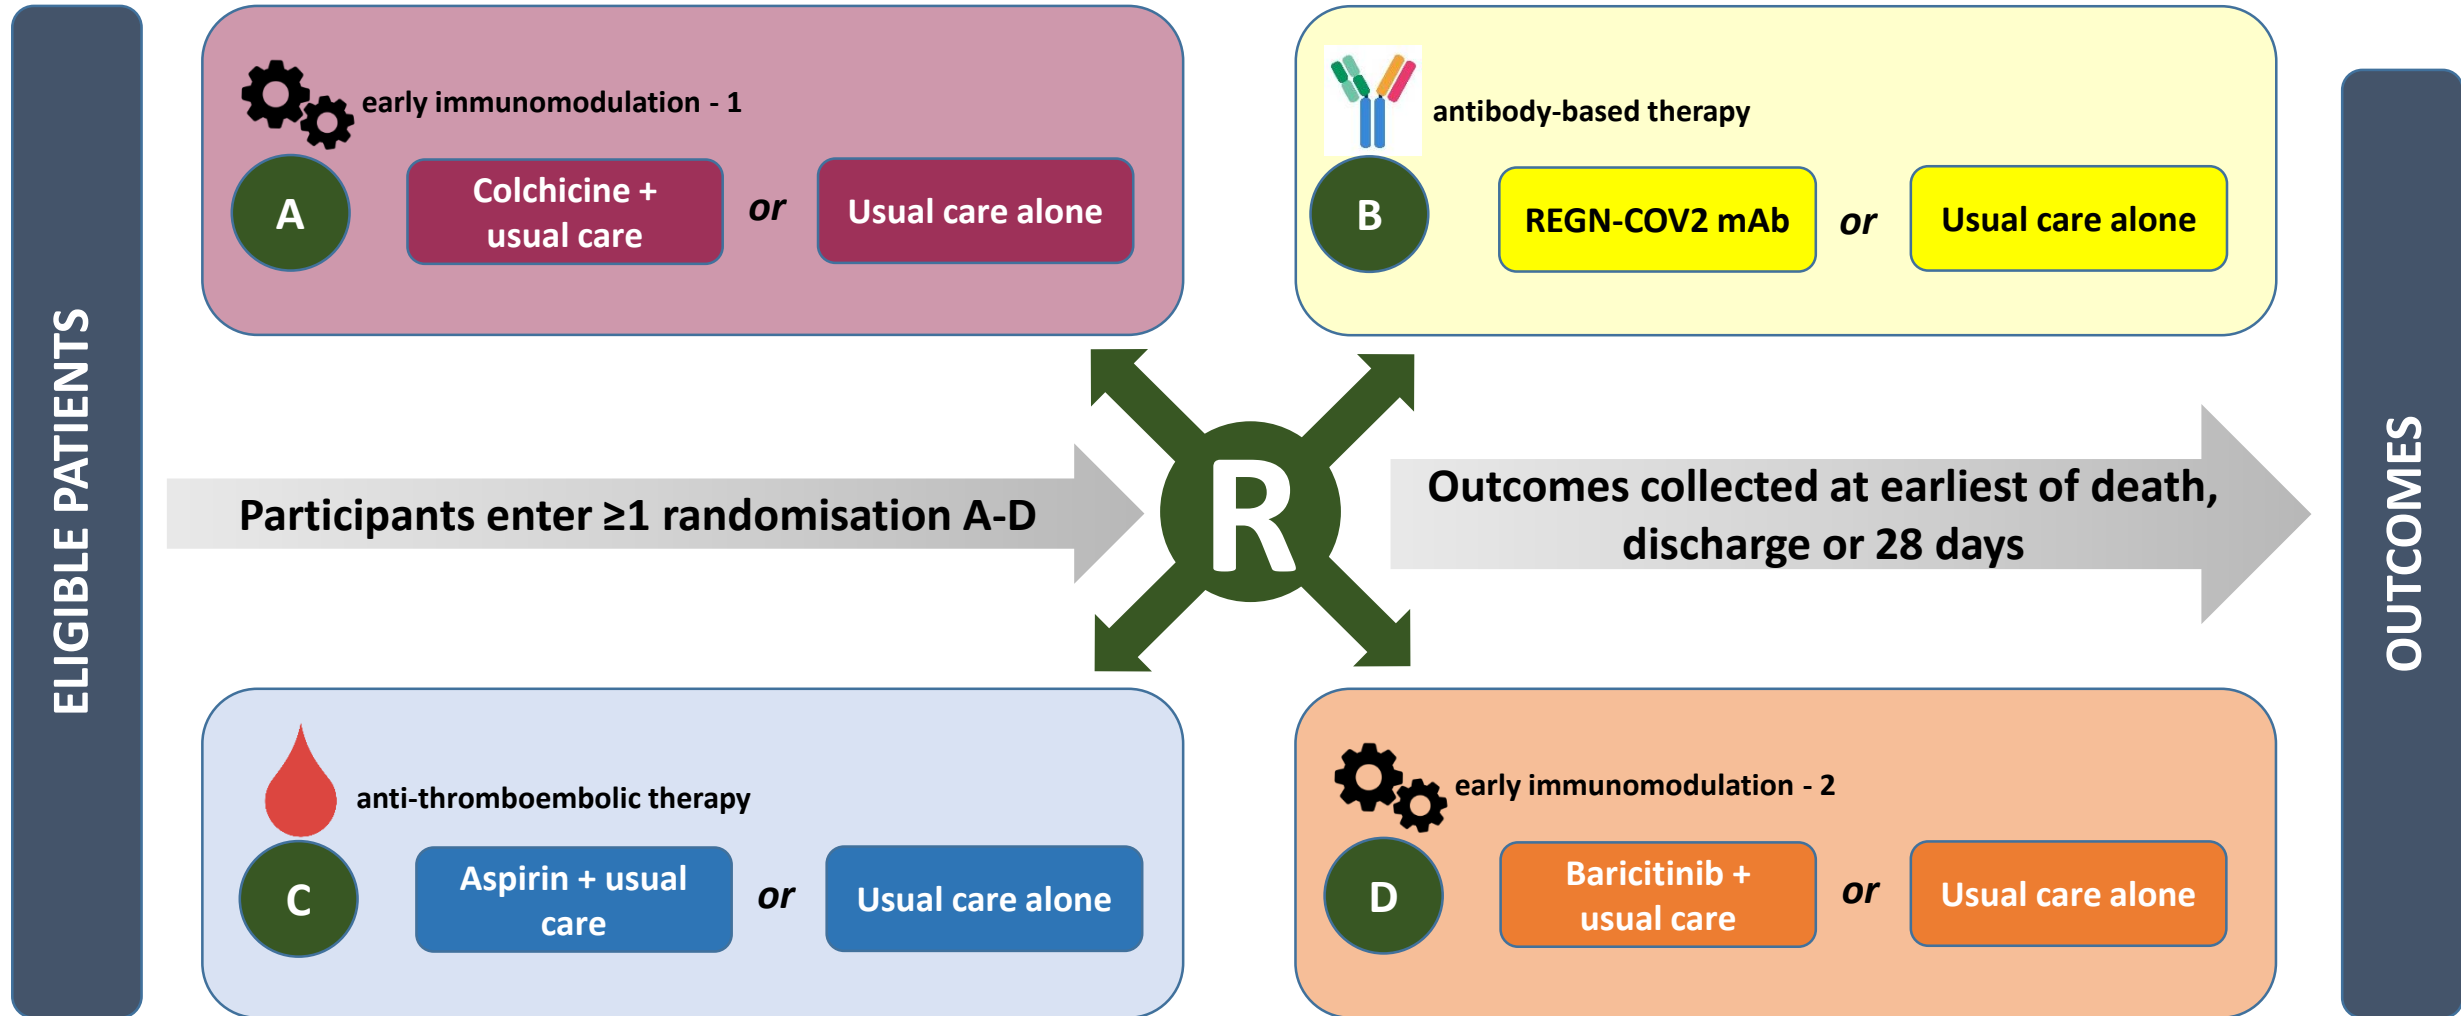 ELIGIBLE PATIENTS
early immunomodulation - 1
A
Colchicine +
usual care
or
Usual care alone
antibody-based therapy
B
REGN-COV2 mAb
or
Usual care alone
Participants enter ≥1 randomisation A-D
R
Outcomes collected at earliest of death,
discharge or 28 days
anti-thromboembolic therapy
C
Aspirin + usual
care
or
Usual care alone
early immunomodulation - 2
D
Baricitinib +
usual care
or
Usual care alone
OUTCOMES